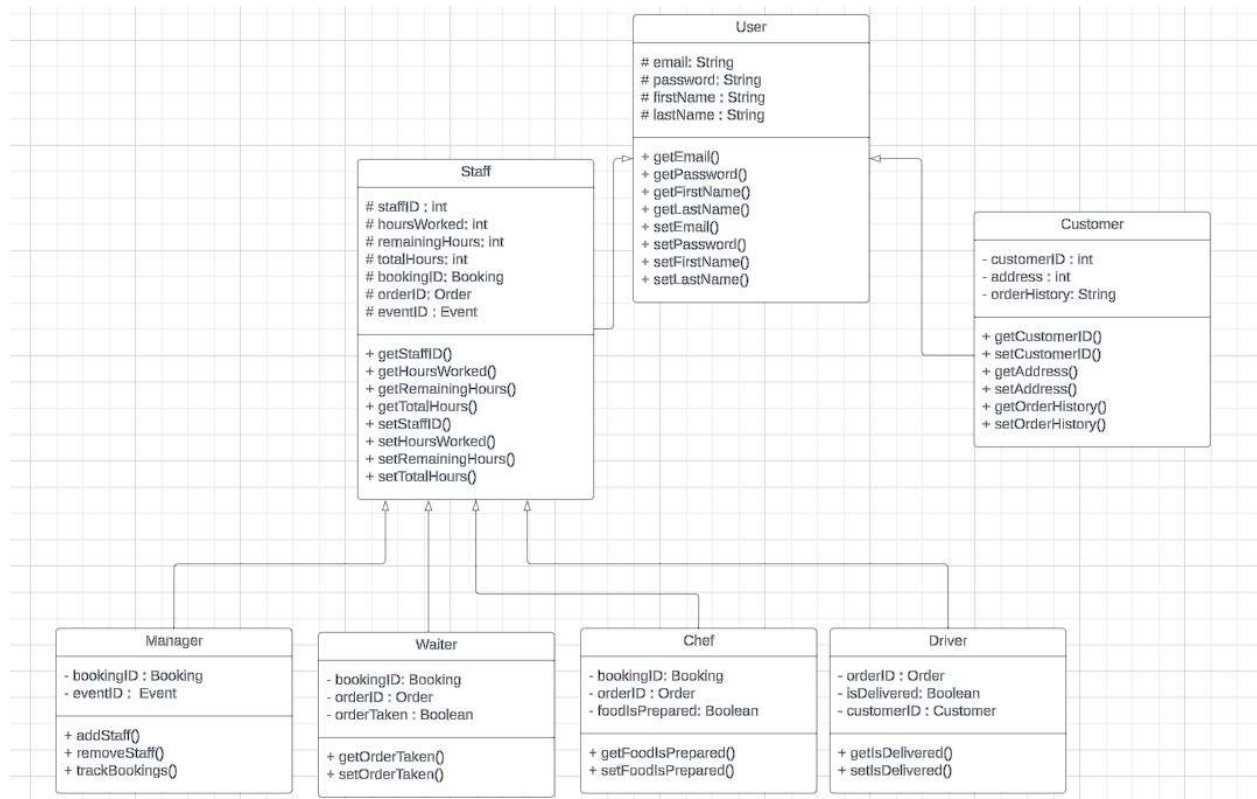 User
# email: String
# password: String
# firstName : String
# lastName : String
+ getEmail()
+ getPassword()
+ getFirstName()
+ getLastName()
+ setEmail()
+ setPassword()
+ setFirstName()
+ setLastName()
Staff
# staffID : int
# hoursWorked: int
# remainingHours: int
# totalHours: int
# bookingID: Booking
# orderID: Order
# eventID : Event
+ getStaffID()
+ getHoursWorked()
+ getRemainingHours()
+ getTotalHours()
+ setStaffID()
+ setHoursWorked()
+ setRemainingHours()
+ setTotalHours()
Customer
- customerID : int
- address : int
- orderHistory: String
+ getCustomerID()
+ setCustomerID()
+ getAddress()
+ setAddress()
+ getOrderHistory()
+ setOrderHistory()
Manager
- bookingID : Booking
- eventID : Event
+ addStaff()
+ removeStaff()
+ trackBookings()
Waiter
- bookingID: Booking
- orderID : Order
- orderTaken : Boolean
+ getOrderTaken()
+ setOrderTaken()
Chef
- bookingID: Booking
- orderID : Order
- foodIsPrepared: Boolean
+ getFoodIsPrepared()
+ setFoodIsPrepared()
Driver
- orderID : Order
- isDelivered: Boolean
- customerID : Customer
+ getIsDelivered()
+ setIsDelivered()